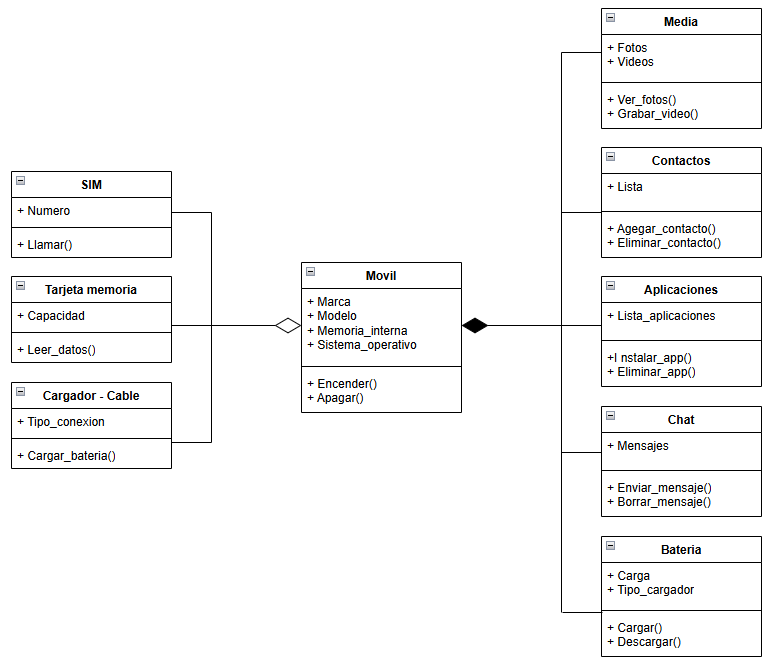 SIM
+ Numero
+ Llamar()
Tarjeta memoria
+ Capacidad
+ Leer_datos()
Cargador - Cable
+ Tipo_conexion
+ Cargar_bateria()
Movil
+ Marca
+ Modelo
+ Memoria_interna
+ Sistema_operativo
+ Encender()
+ Apagar()
Media
+ Fotos
+ Videos
+ Ver_fotos()
+ Grabar_video()
Contactos
+ Lista
+ Agegar_contacto()
+ Eliminar_contacto()
Aplicaciones
+ Lista_aplicaciones
+I nstalar_app()
+ Eliminar_app()
Chat
+ Mensajes
+ Enviar_mensaje()
+ Borrar_mensaje()
Bateria
+ Carga
+ Tipo_cargador
+ Cargar()
+ Descargar()